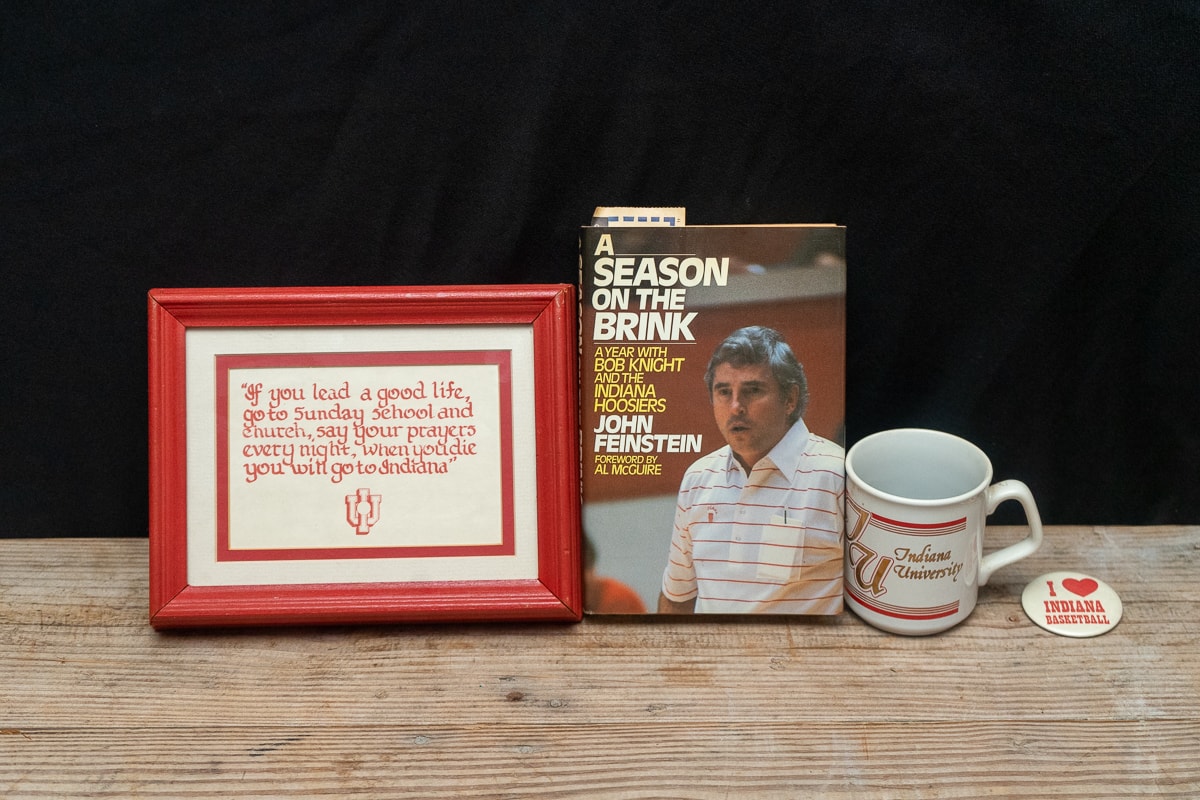 "If you lead a good life,
go to Sunday school and
church, say your prayers
every night, when you die
you will go to Indiana"
IU
A
SEASON
ON THE
BRINK
A YEAR WITH
BOB KNIGHT
AND THE
INDIANA
HOOSIERS
JOHN
FEINSTEIN
FOREWORD BY
AL McGUIRE
IU
Indiana
University
I ♥
INDIANA
BASKETBALL